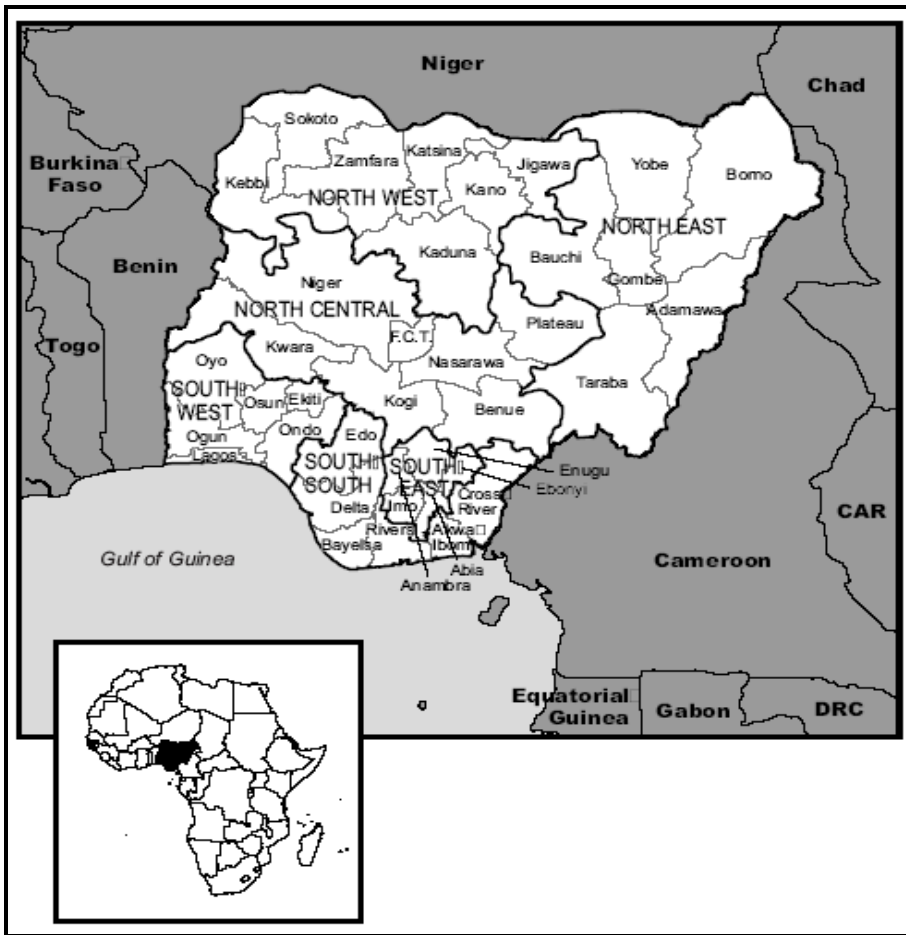 Niger
Chad
Sokoto
Katsina
Zamfara
Jigawa
Yobe
Borno
Burkina
Faso
Kebbi
Kano
NORTH WEST
NORTH EAST
Kaduna
Bauchi
Benin
Gombe
Niger
Adamawa
NORTH CENTRAL
Plateau
F.C.T.
Togo
Kwara
Oyo
Nasarawa
Taraba
SOUTH
WEST
Osun
Ekiti
Kogi
Benue
Ogun
Ondo
Edo
Lagos
SOUTH
SOUTH
SOUTH
EAST
Enugu
Ebonyi
Cross
River
Delta
Imo
CAR
Rivers
Akwa
Ibom
Bayelsa
Gulf of Guinea
Cameroon
Abia
Anambra
Equatorial
Guinea
Gabon
DRC